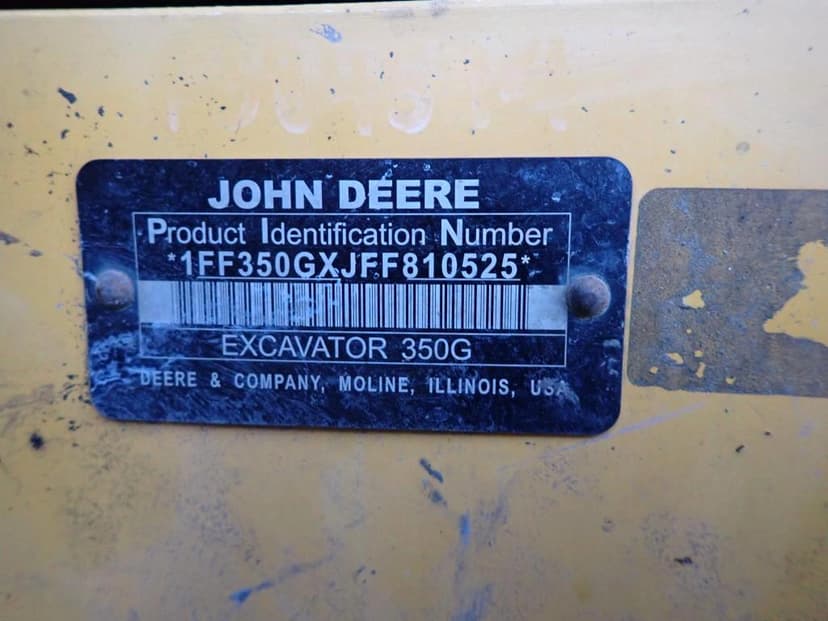 JOHN DEERE
Product Identification Number
*1FF350GXJFF810525*
EXCAVATOR 350G
DEERE & COMPANY, MOLINE, ILLINOIS, USA